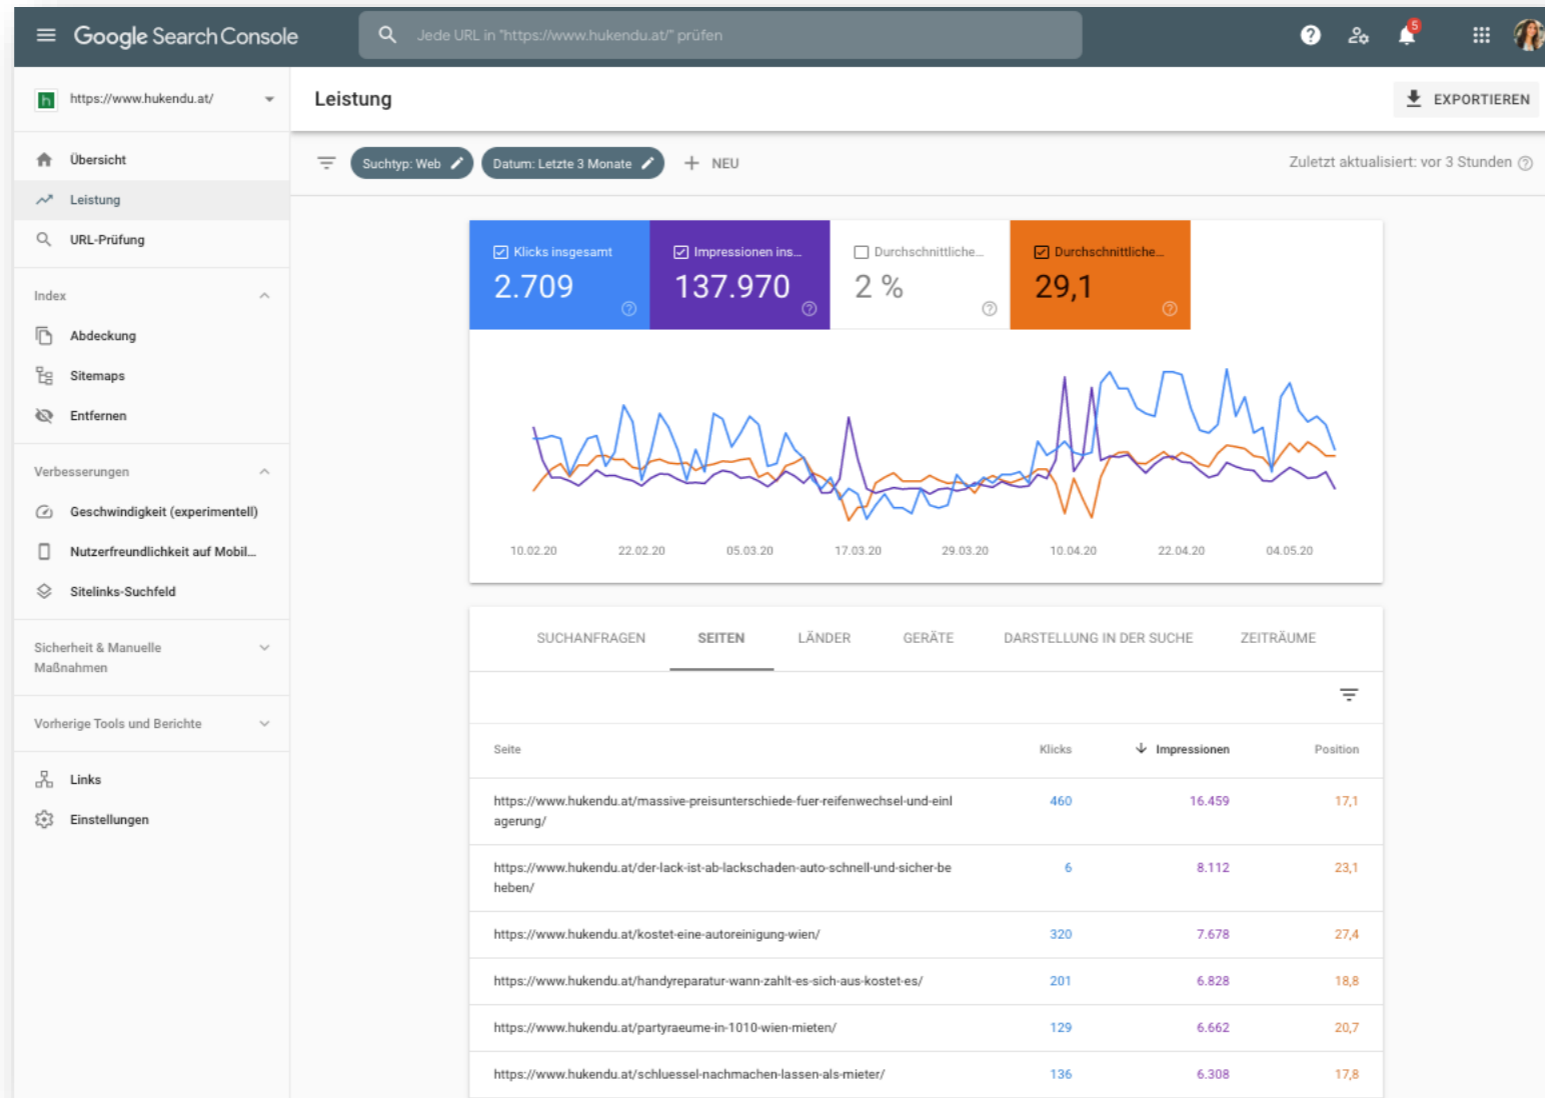 Google Search Console
Jede URL in "https://www.hukendu.at/" prüfen
5
h
https://www.hukendu.at/
Leistung
EXPORTIEREN
Übersicht
Leistung
URL-Prüfung
Index
Abdeckung
Sitemaps
Entfernen
Verbesserungen
Geschwindigkeit (experimentell)
Nutzerfreundlichkeit auf Mobil...
Sitelinks-Suchfeld
Sicherheit & Manuelle
Maßnahmen
Vorherige Tools und Berichte
Links
Einstellungen
Suchtyp: Web
Datum: Letzte 3 Monate
NEU
Zuletzt aktualisiert: vor 3 Stunden
Klicks insgesamt
2.709
Impressionen ins...
137.970
Durchschnittliche...
2 %
Durchschnittliche...
29,1
10.02.20 22.02.20 05.03.20 17.03.20 29.03.20 10.04.20 22.04.20 04.05.20
SUCHANFRAGEN SEITEN LÄNDER GERÄTE DARSTELLUNG IN DER SUCHE ZEITRÄUME
Seite Klicks Impressionen Position
https://www.hukendu.at/massive-preisunterschiede-fuer-reifenwechsel-und-einl 460 16.459 17,1
agerung/
https://www.hukendu.at/der-lack-ist-ab-lackschaden-auto-schnell-und-sicher-be 6 8.112 23,1
heben/
https://www.hukendu.at/kostet-eine-autoreinigung-wien/ 320 7.678 27,4
https://www.hukendu.at/handyreparatur-wann-zahlt-es-sich-aus-kostet-es/ 201 6.828 18,8
https://www.hukendu.at/partyraeume-in-1010-wien-mieten/ 129 6.662 20,7
https://www.hukendu.at/schluessel-nachmachen-lassen-als-mieter/ 136 6.308 17,8